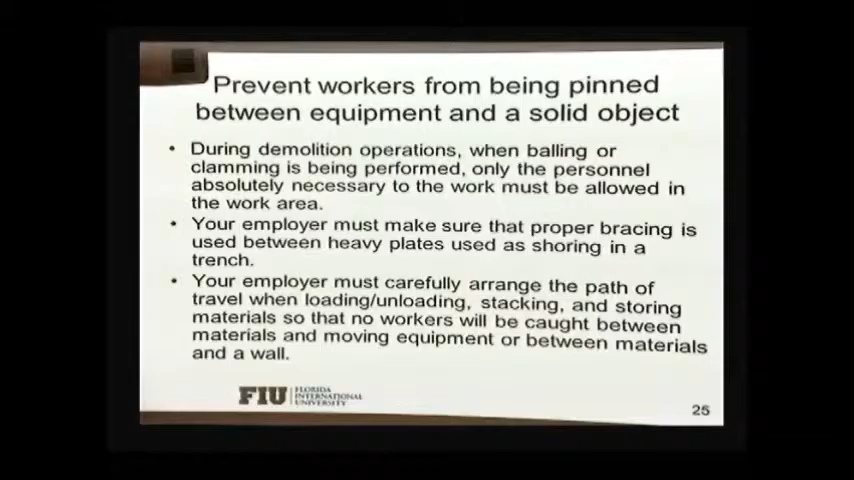 Prevent workers from being pinned
between equipment and a solid object
• During demolition operations, when balling or
clamming is being performed, only the personnel
absolutely necessary to the work must be allowed in
the work area.
• Your employer must make sure that proper bracing is
used between heavy plates used as shoring in a
trench.
• Your employer must carefully arrange the path of
travel when loading/unloading, stacking, and storing
materials so that no workers will be caught between
materials and moving equipment or between materials
and a wall.
FIU
FLORIDA
INTERNATIONAL
UNIVERSITY
25